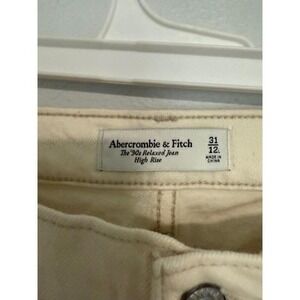 Abercrombie & Fitch
The '90s Relaxed Jean
High Rise
31
12L
MADE IN
CHINA